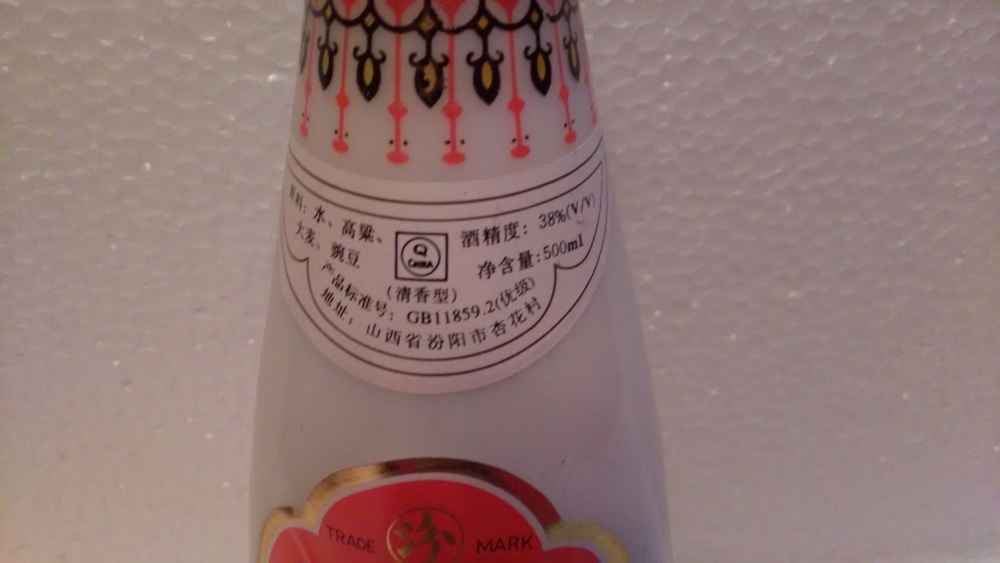 原料：水、高粱、
大麦、豌豆
Q
CHINA
酒精度：38%(V/V)
净含量:500ml
(清香型)
产品标准号：GB11859.2(优级)
地址：山西省汾阳市杏花村
TRADE 汾 MARK